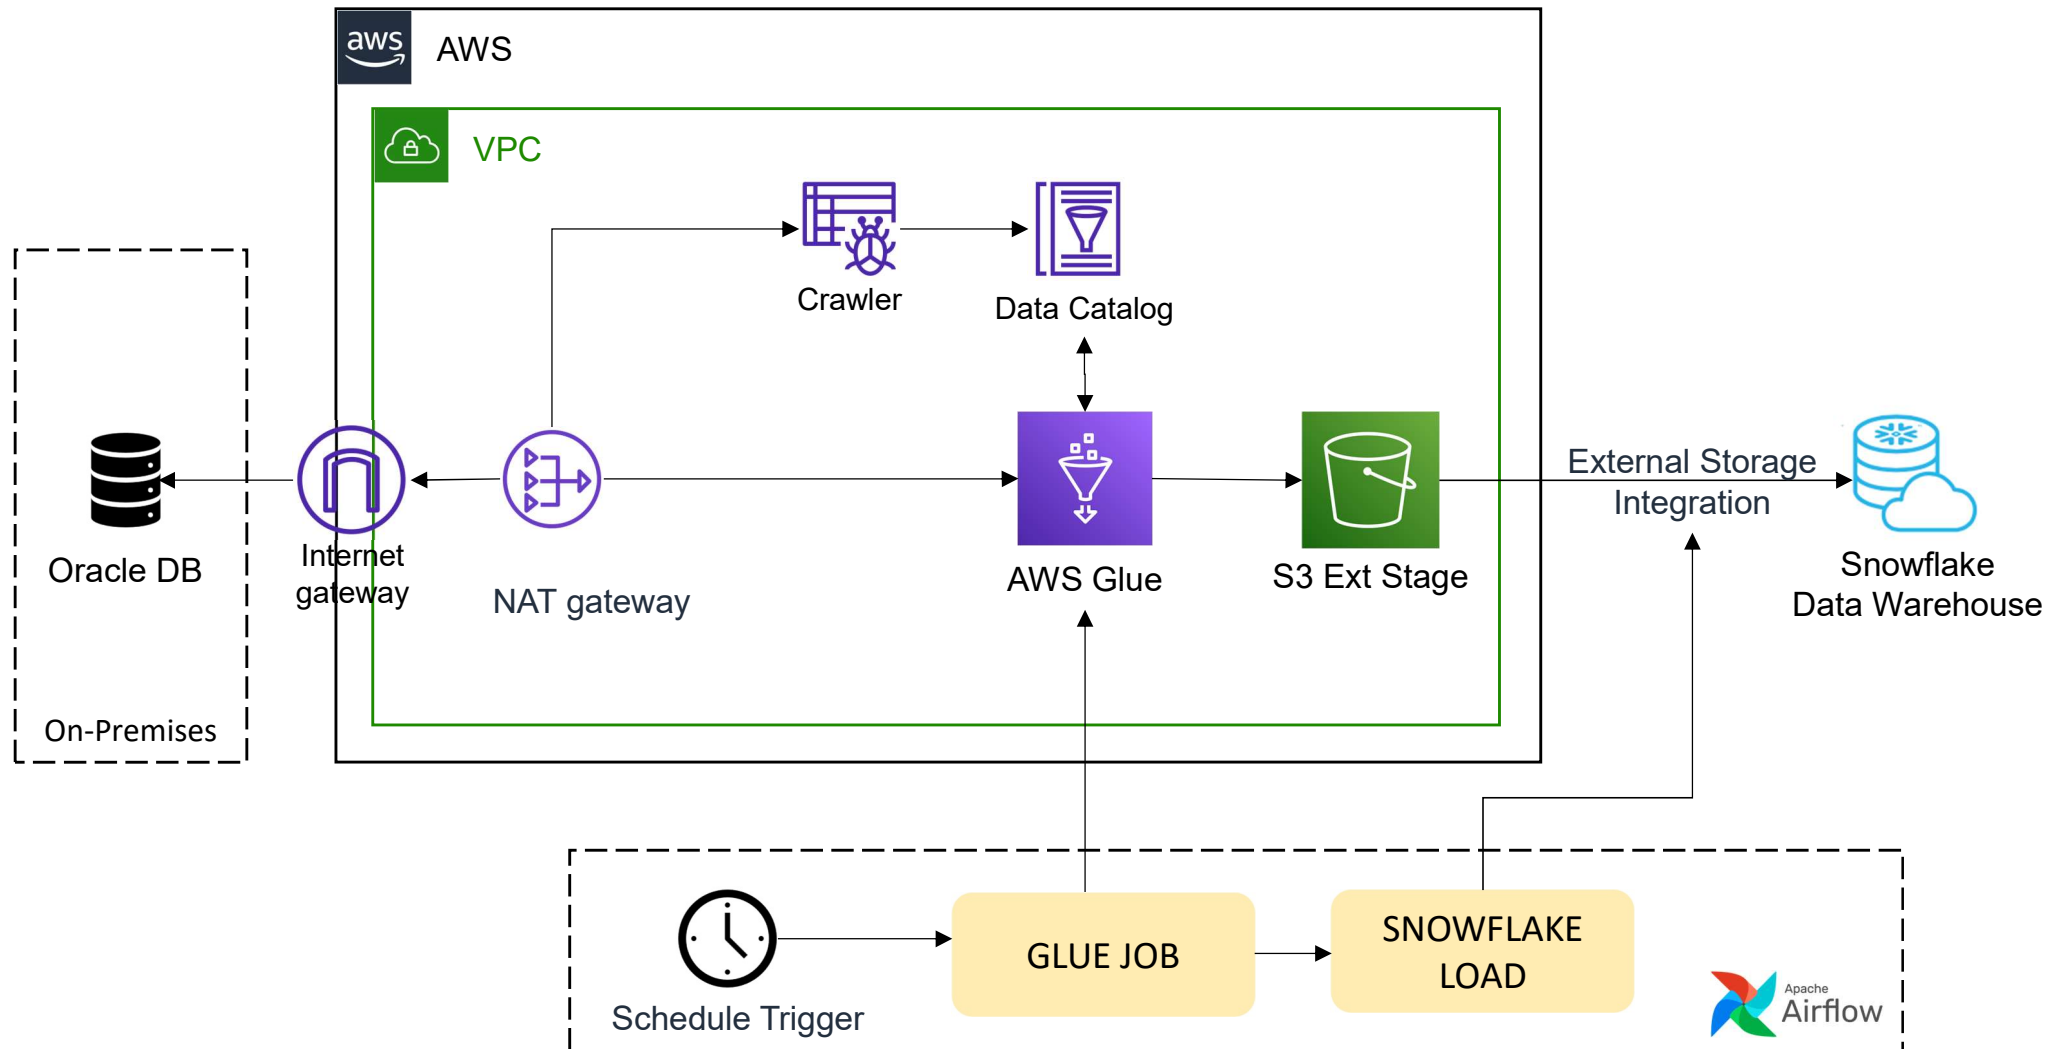 aws
AWS
VPC
Crawler
Data Catalog
Oracle DB
Internet
gateway
NAT gateway
AWS Glue
S3 Ext Stage
External Storage
Integration
Snowflake
Data Warehouse
On-Premises
Schedule Trigger
GLUE JOB
SNOWFLAKE
LOAD
Apache
Airflow